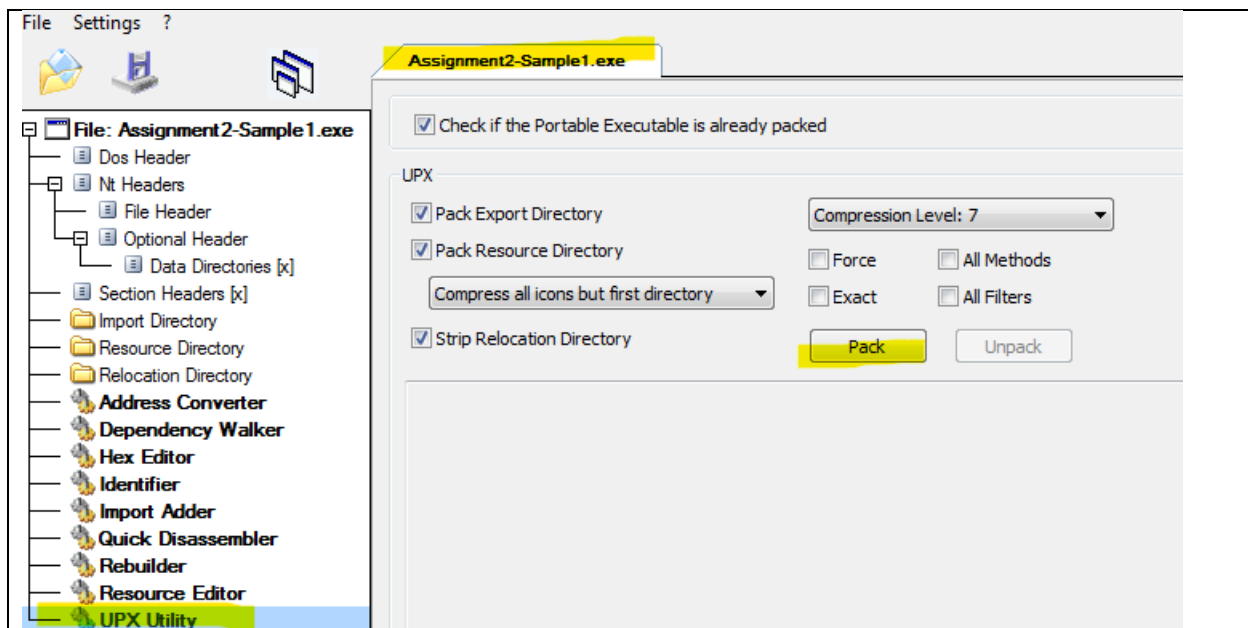 File Settings ?
Assignment2-Sample1.exe
File: Assignment2-Sample1.exe
Dos Header
Nt Headers
File Header
Optional Header
Data Directories [x]
Section Headers [x]
Import Directory
Resource Directory
Relocation Directory
Address Converter
Dependency Walker
Hex Editor
Identifier
Import Adder
Quick Disassembler
Rebuilder
Resource Editor
UPX Utility
Check if the Portable Executable is already packed
UPX
Pack Export Directory
Compression Level: 7
Pack Resource Directory
Force
All Methods
Compress all icons but first directory
Exact
All Filters
Strip Relocation Directory
Pack
Unpack